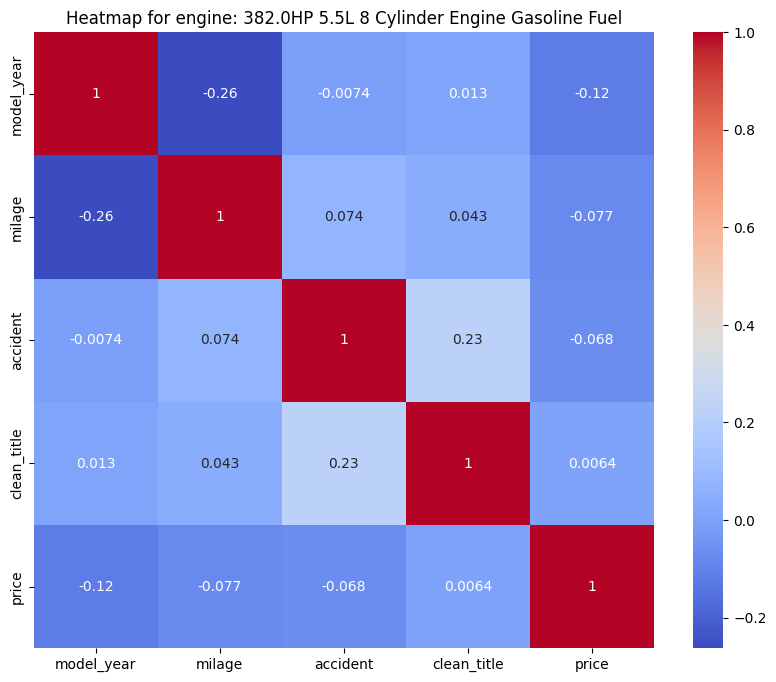 Heatmap for engine: 382.0HP 5.5L 8 Cylinder Engine Gasoline Fuel
model_year 1 -0.26 -0.0074 0.013 -0.12
milage -0.26 1 0.074 0.043 -0.077
accident -0.0074 0.074 1 0.23 -0.068
clean_title 0.013 0.043 0.23 1 0.0064
price -0.12 -0.077 -0.068 0.0064 1
model_year milage accident clean_title price
1.0
0.8
0.6
0.4
0.2
0.0
−0.2